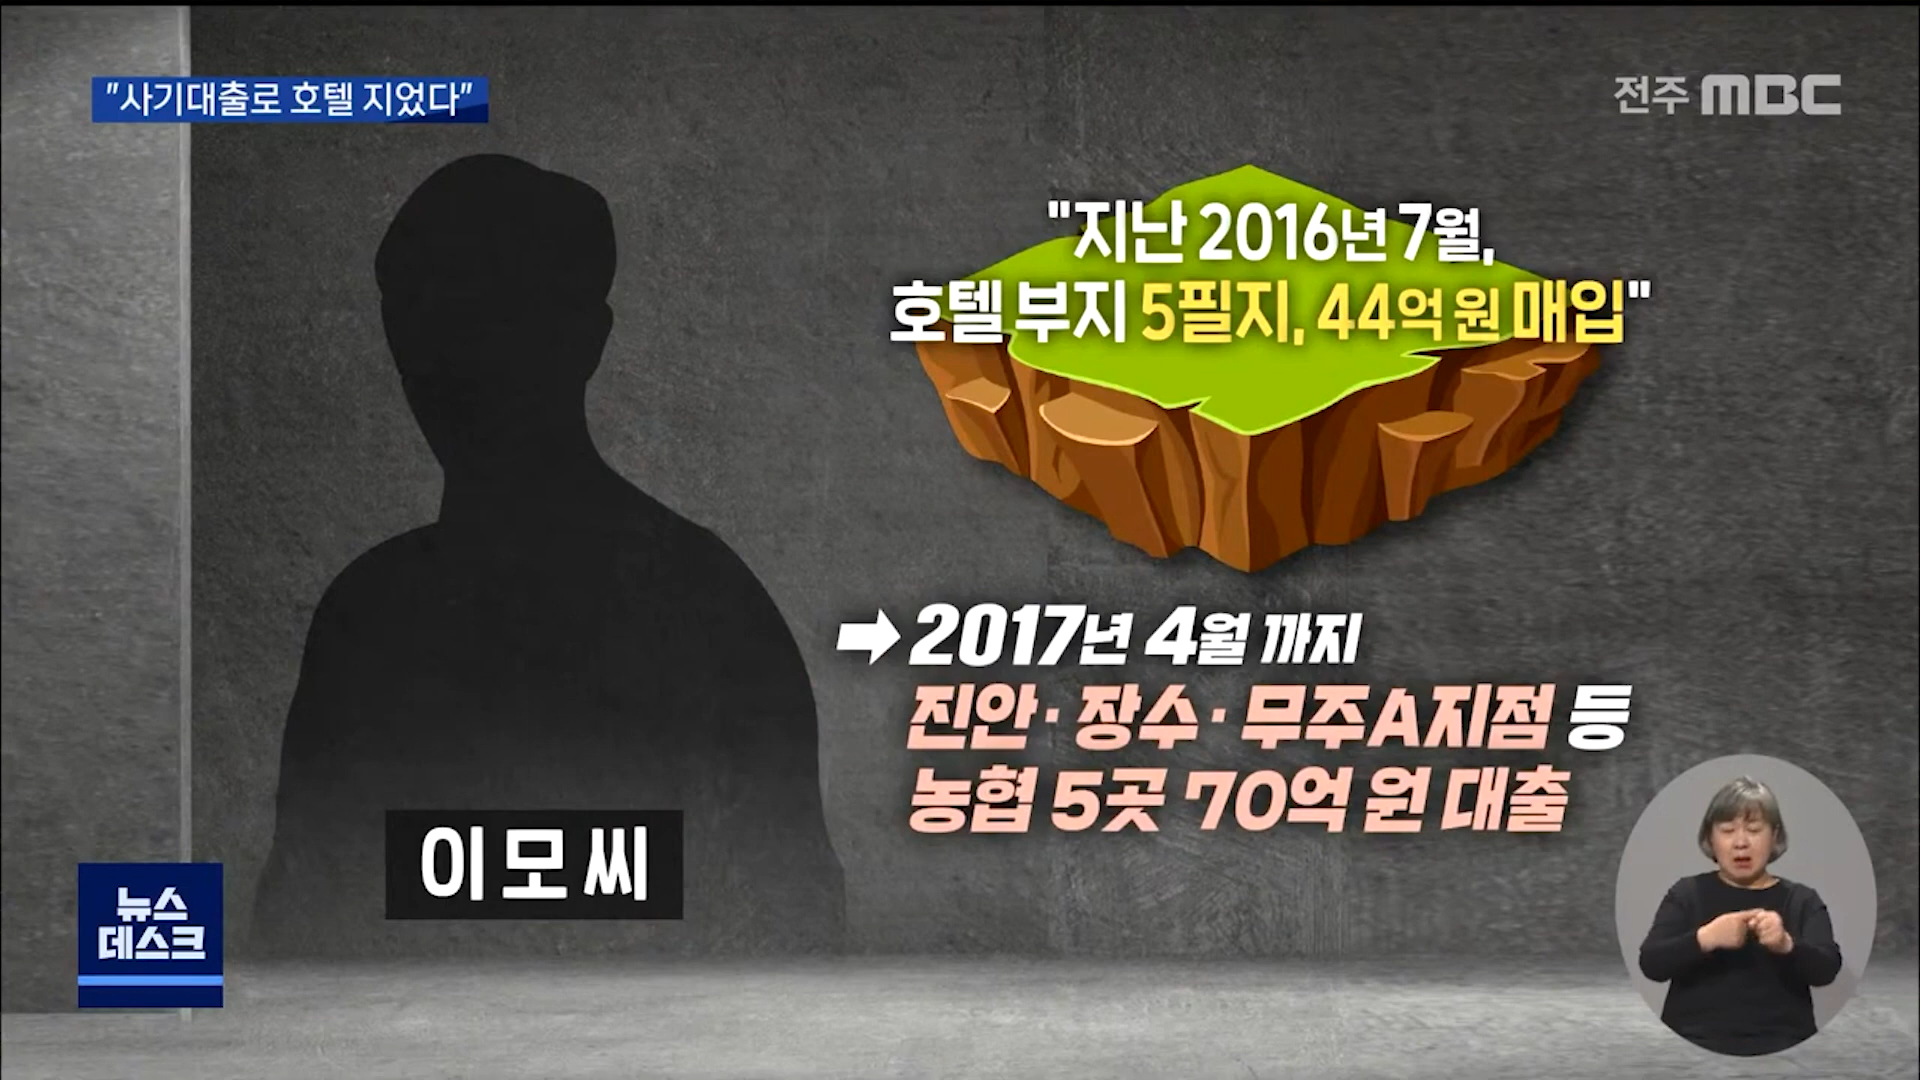 "사기대출로 호텔 지었다"
전주 MBC
"지난 2016년 7월,
호텔 부지 5필지, 44억 원 매입"
➡2017년 4월 까지
진안·장수·무주A지점 등
농협 5곳 70억 원 대출
이모씨
뉴스
데스크